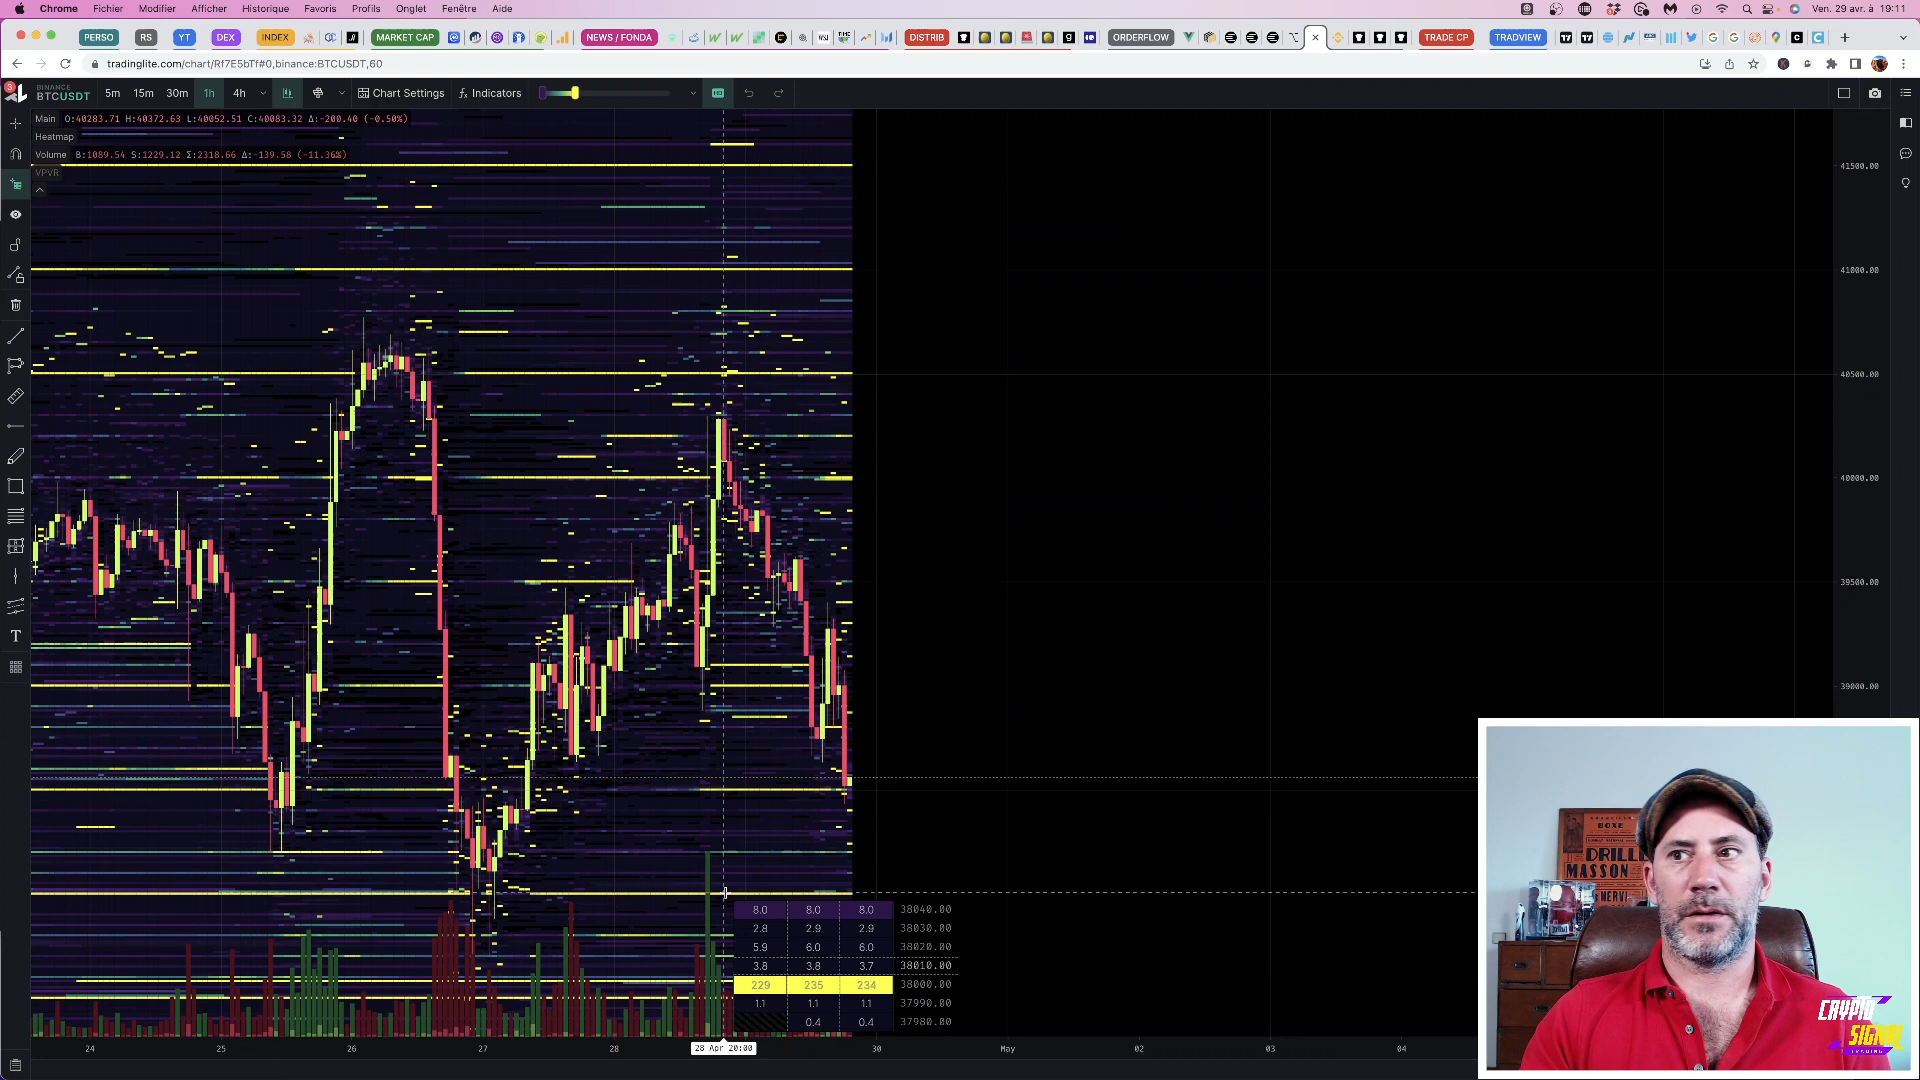 Chrome Fichier Modifier Afficher Historique Favoris Profils Onglet Fenêtre Aide Ven. 29 avr. à 19:11
PERSO RS YT DEX INDEX MARKET CAP NEWS / FONDA DISTRIB ORDERFLOW TRADE CP TRADVIEW
tradinglite.com/chart/Rf7E5bTf#0,binance:BTCUSDT,60
3
BINANCE
BTCUSDT 5m 15m 30m 1h 4h Chart Settings fx Indicators
Main O:40283.71 H:40372.63 L:40052.51 C:40083.32 Δ:-200.40 (-0.50%)
Heatmap
Volume B:1089.54 S:1229.12 Σ:2318.66 Δ:-139.58 (-11.36%)
VPVR
41500.00
41000.00
40500.00
40000.00
39500.00
39000.00
8.0 8.0 8.0 38040.00
2.8 2.9 2.9 38030.00
5.9 6.0 6.0 38020.00
3.8 3.8 3.7 38010.00
229 235 234 38000.00
1.1 1.1 1.1 37990.00
0.4 0.4 37980.00
24 25 26 27 28 28 Apr 20:00 30 May 02 03 04
T
BOXE
DRILL
MASSON
NERVI
CRYPTO
SIGNAL
TRADING